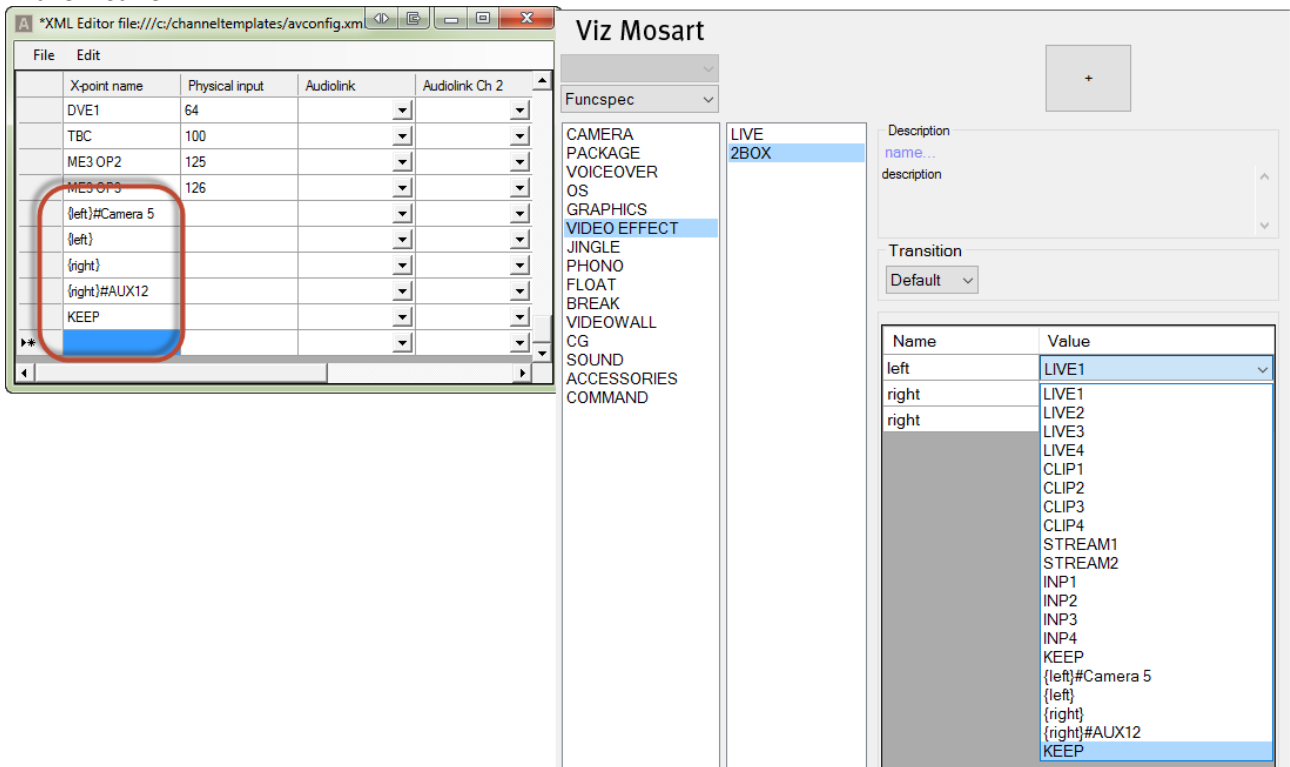 *XML Editor file:///c:/channeltemplates/avconfig.xml
File Edit
X-point name Physical input Audiolink Audiolink Ch 2
DVE1 64
TBC 100
ME3 OP2 125
ME3 OP3 126
{left}#Camera 5
{left}
{right}
{right}#AUX12
KEEP
Viz Mosart
Funcspec
+
CAMERA
PACKAGE
VOICEOVER
OS
GRAPHICS
VIDEO EFFECT
JINGLE
PHONO
FLOAT
BREAK
VIDEOWALL
CG
SOUND
ACCESSORIES
COMMAND
LIVE
2BOX
Description
name...
description
Transition
Default
Name Value
left LIVE1
right
right
LIVE1
LIVE2
LIVE3
LIVE4
CLIP1
CLIP2
CLIP3
CLIP4
STREAM1
STREAM2
INP1
INP2
INP3
INP4
KEEP
{left}#Camera 5
{left}
{right}
{right}#AUX12
KEEP